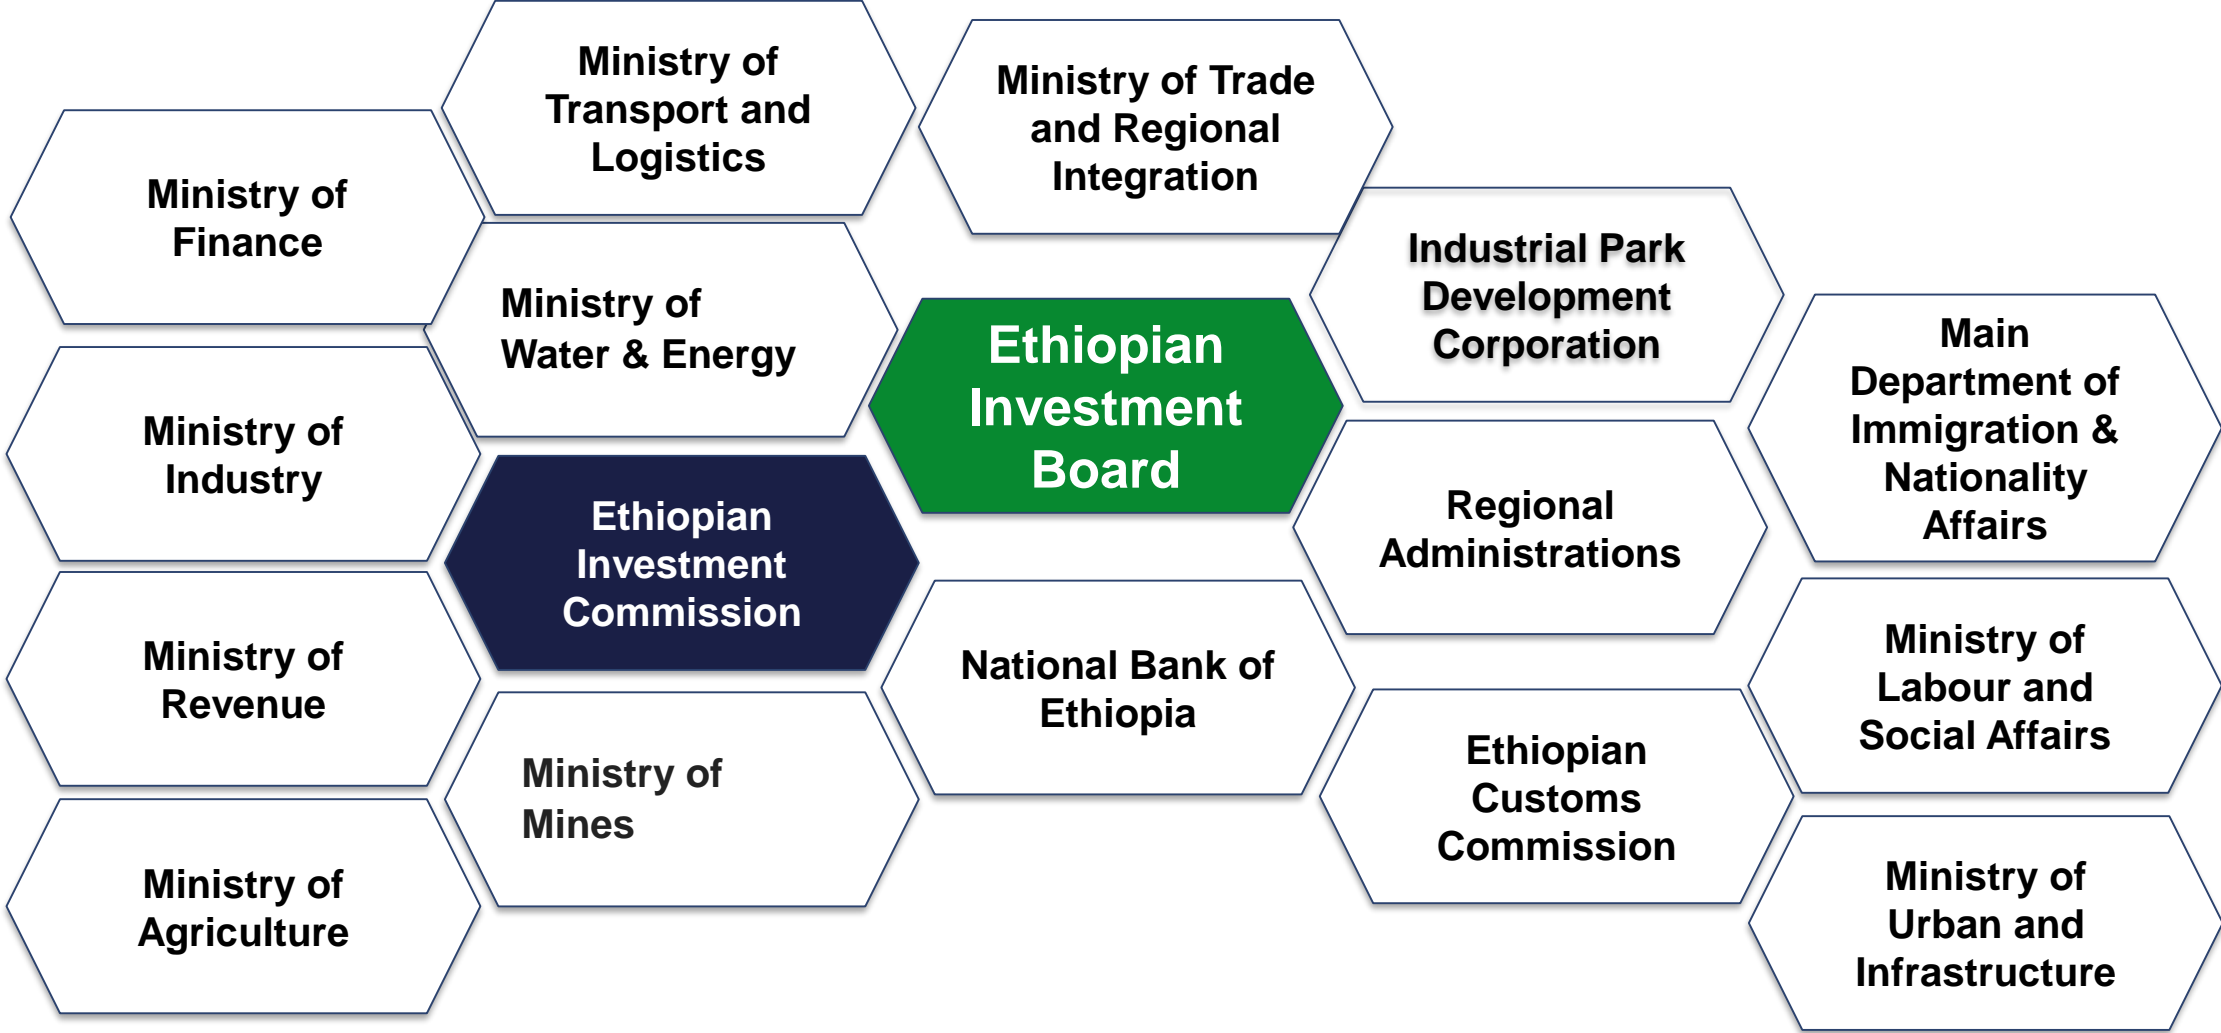 Ministry of
Transport and
Logistics
Ministry of Trade
and Regional
Integration
Ministry of
Finance
Ministry of
Water & Energy
Industrial Park
Development
Corporation
Ethiopian
Investment
Board
Main
Department of
Immigration &
Nationality
Affairs
Ministry of
Industry
Ethiopian
Investment
Commission
Regional
Administrations
Ministry of
Revenue
National Bank of
Ethiopia
Ministry of
Labour and
Social Affairs
Ministry of
Mines
Ethiopian
Customs
Commission
Ministry of
Agriculture
Ministry of
Urban and
Infrastructure